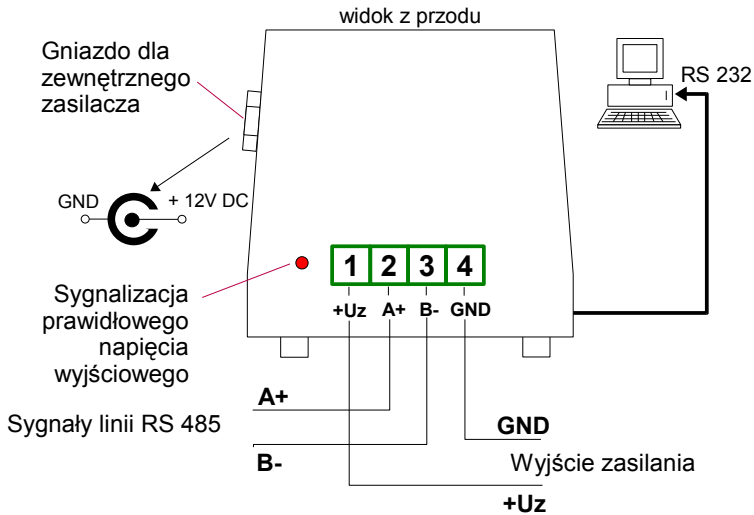 widok z przodu
Gniazdo dla
zewnętrznego
zasilacza
RS 232
GND
+ 12V DC
1 2 3 4
+Uz A+ B- GND
Sygnalizacja
prawidłowego
napięcia
wyjściowego
A+
Sygnały linii RS 485
B-
GND
Wyjście zasilania
+Uz